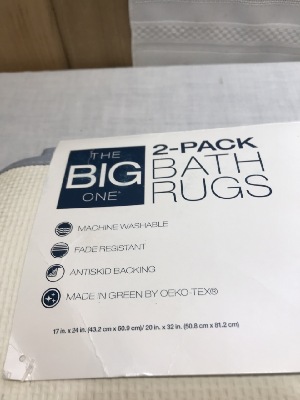 THE
BIG
ONE®
2-PACK
BATH
RUGS
MACHINE WASHABLE
FADE RESISTANT
ANTISKID BACKING
MADE IN GREEN BY OEKO-TEX®
17 in. x 24 in. (43.2 cm x 60.9 cm)/ 20 in. x 32 in. (50.8 cm x 81.2 cm)